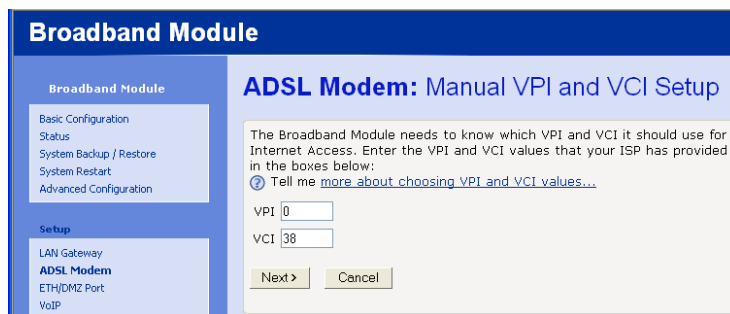 Broadband Module
Broadband Module
Basic Configuration
Status
System Backup / Restore
System Restart
Advanced Configuration
Setup
LAN Gateway
ADSL Modem
ETH/DMZ Port
VoIP
ADSL Modem: Manual VPI and VCI Setup
The Broadband Module needs to know which VPI and VCI it should use for
Internet Access. Enter the VPI and VCI values that your ISP has provided
in the boxes below:
? Tell me more about choosing VPI and VCI values...
VPI 0
VCI 38
Next> Cancel